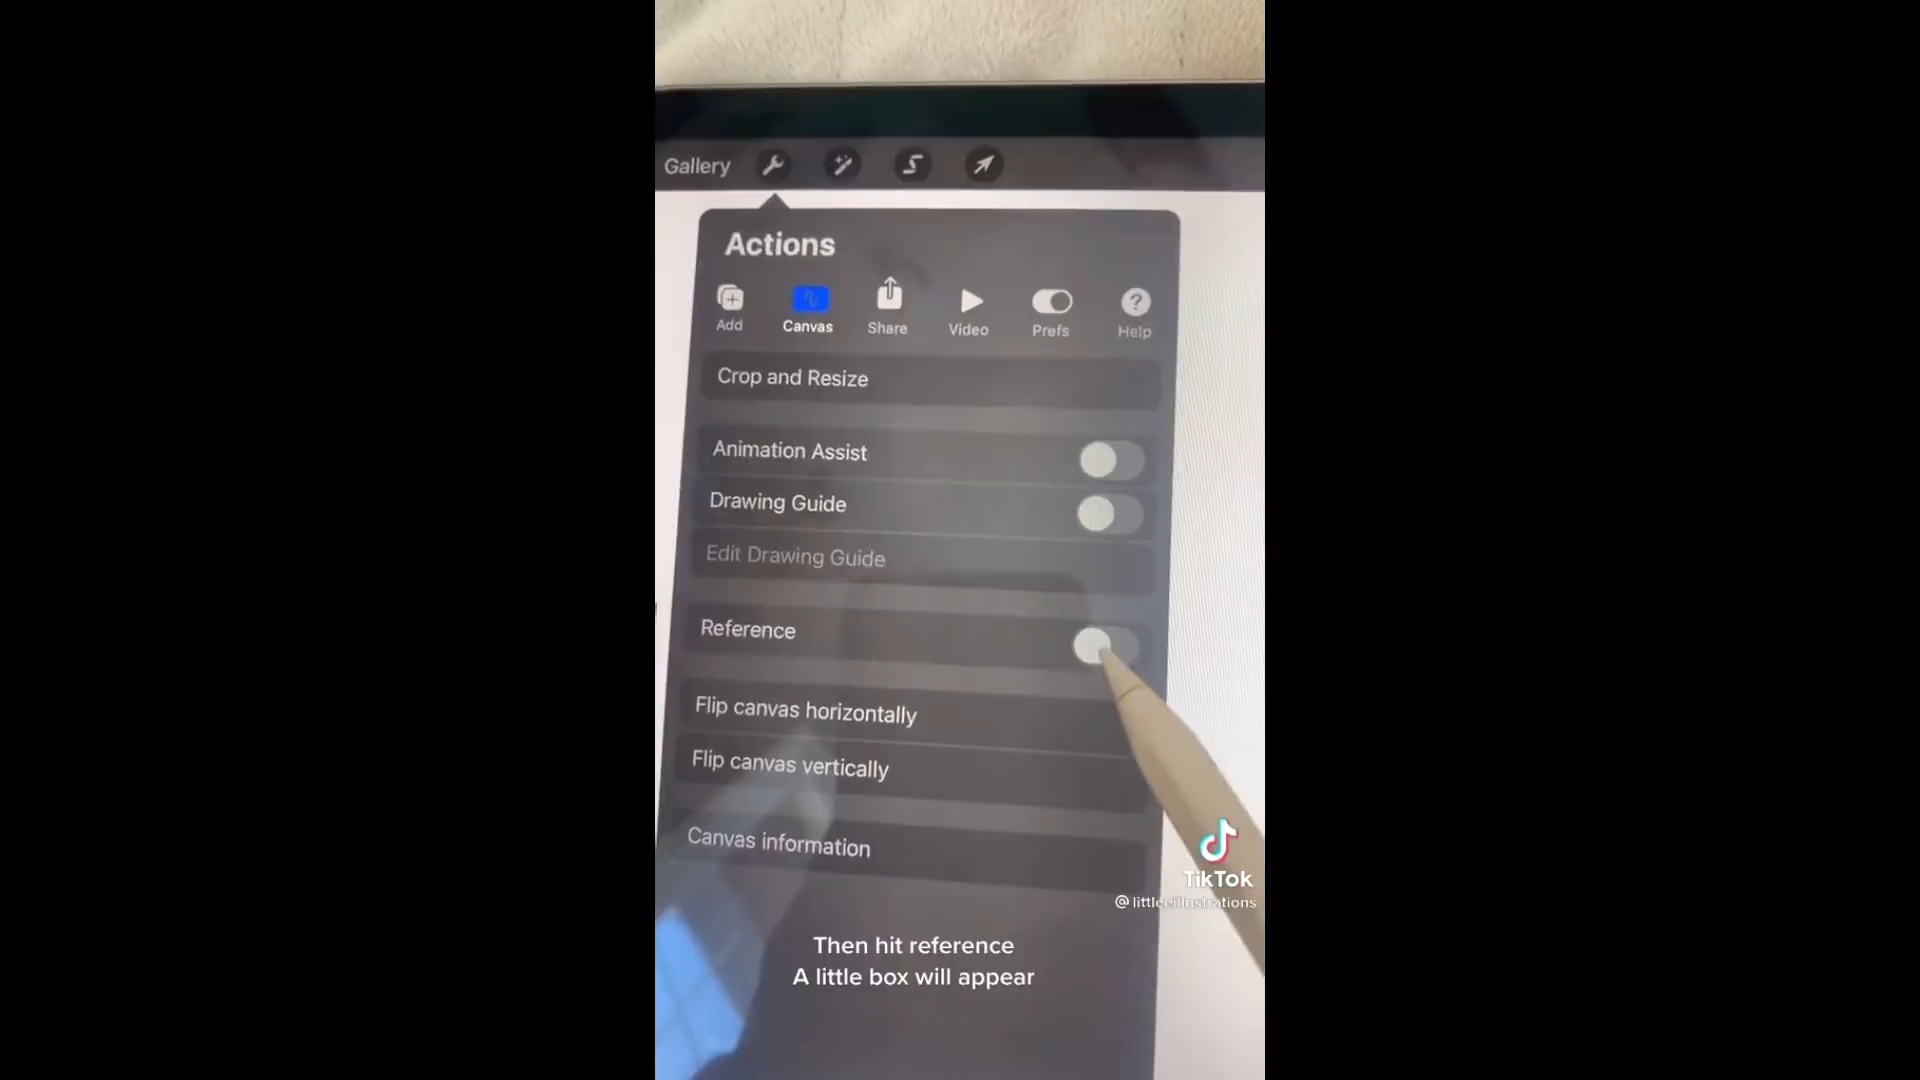 Gallery
Actions
Add
Canvas
Share
Video
Prefs
Help
Crop and Resize
Animation Assist
Drawing Guide
Edit Drawing Guide
Reference
Flip canvas horizontally
Flip canvas vertically
Canvas information
TikTok
@littlecillustrations
Then hit reference
A little box will appear